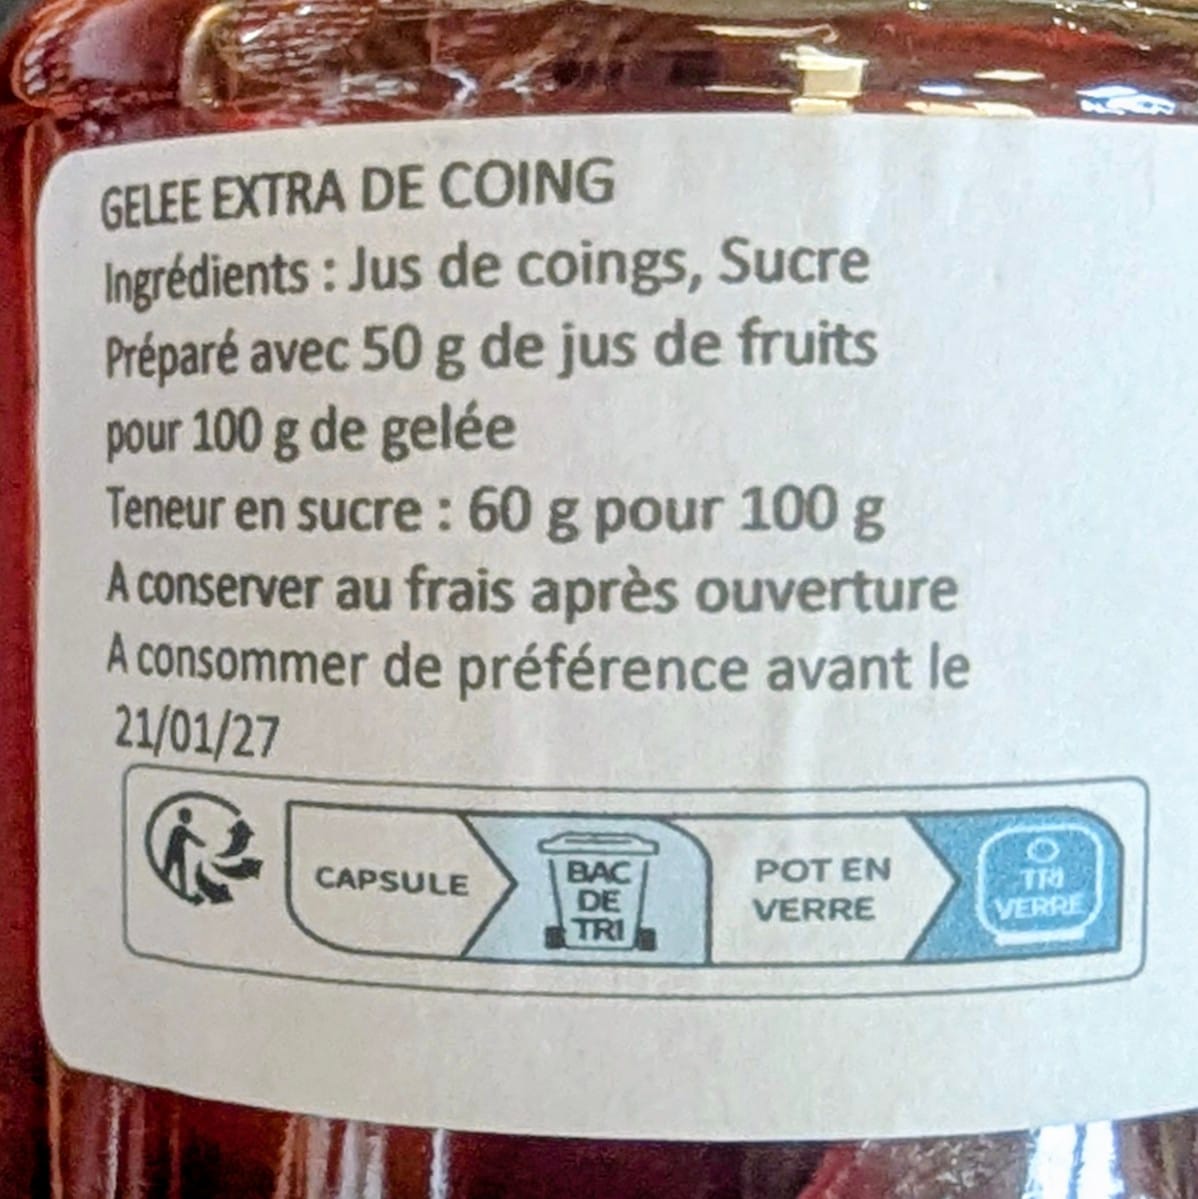 GELEE EXTRA DE COING
Ingrédients : Jus de coings, Sucre
Préparé avec 50 g de jus de fruits
pour 100 g de gelée
Teneur en sucre : 60 g pour 100 g
A conserver au frais après ouverture
A consommer de préférence avant le
21/01/27
CAPSULE
BAC
DE
TRI
POT EN
VERRE
TRI
VERRE